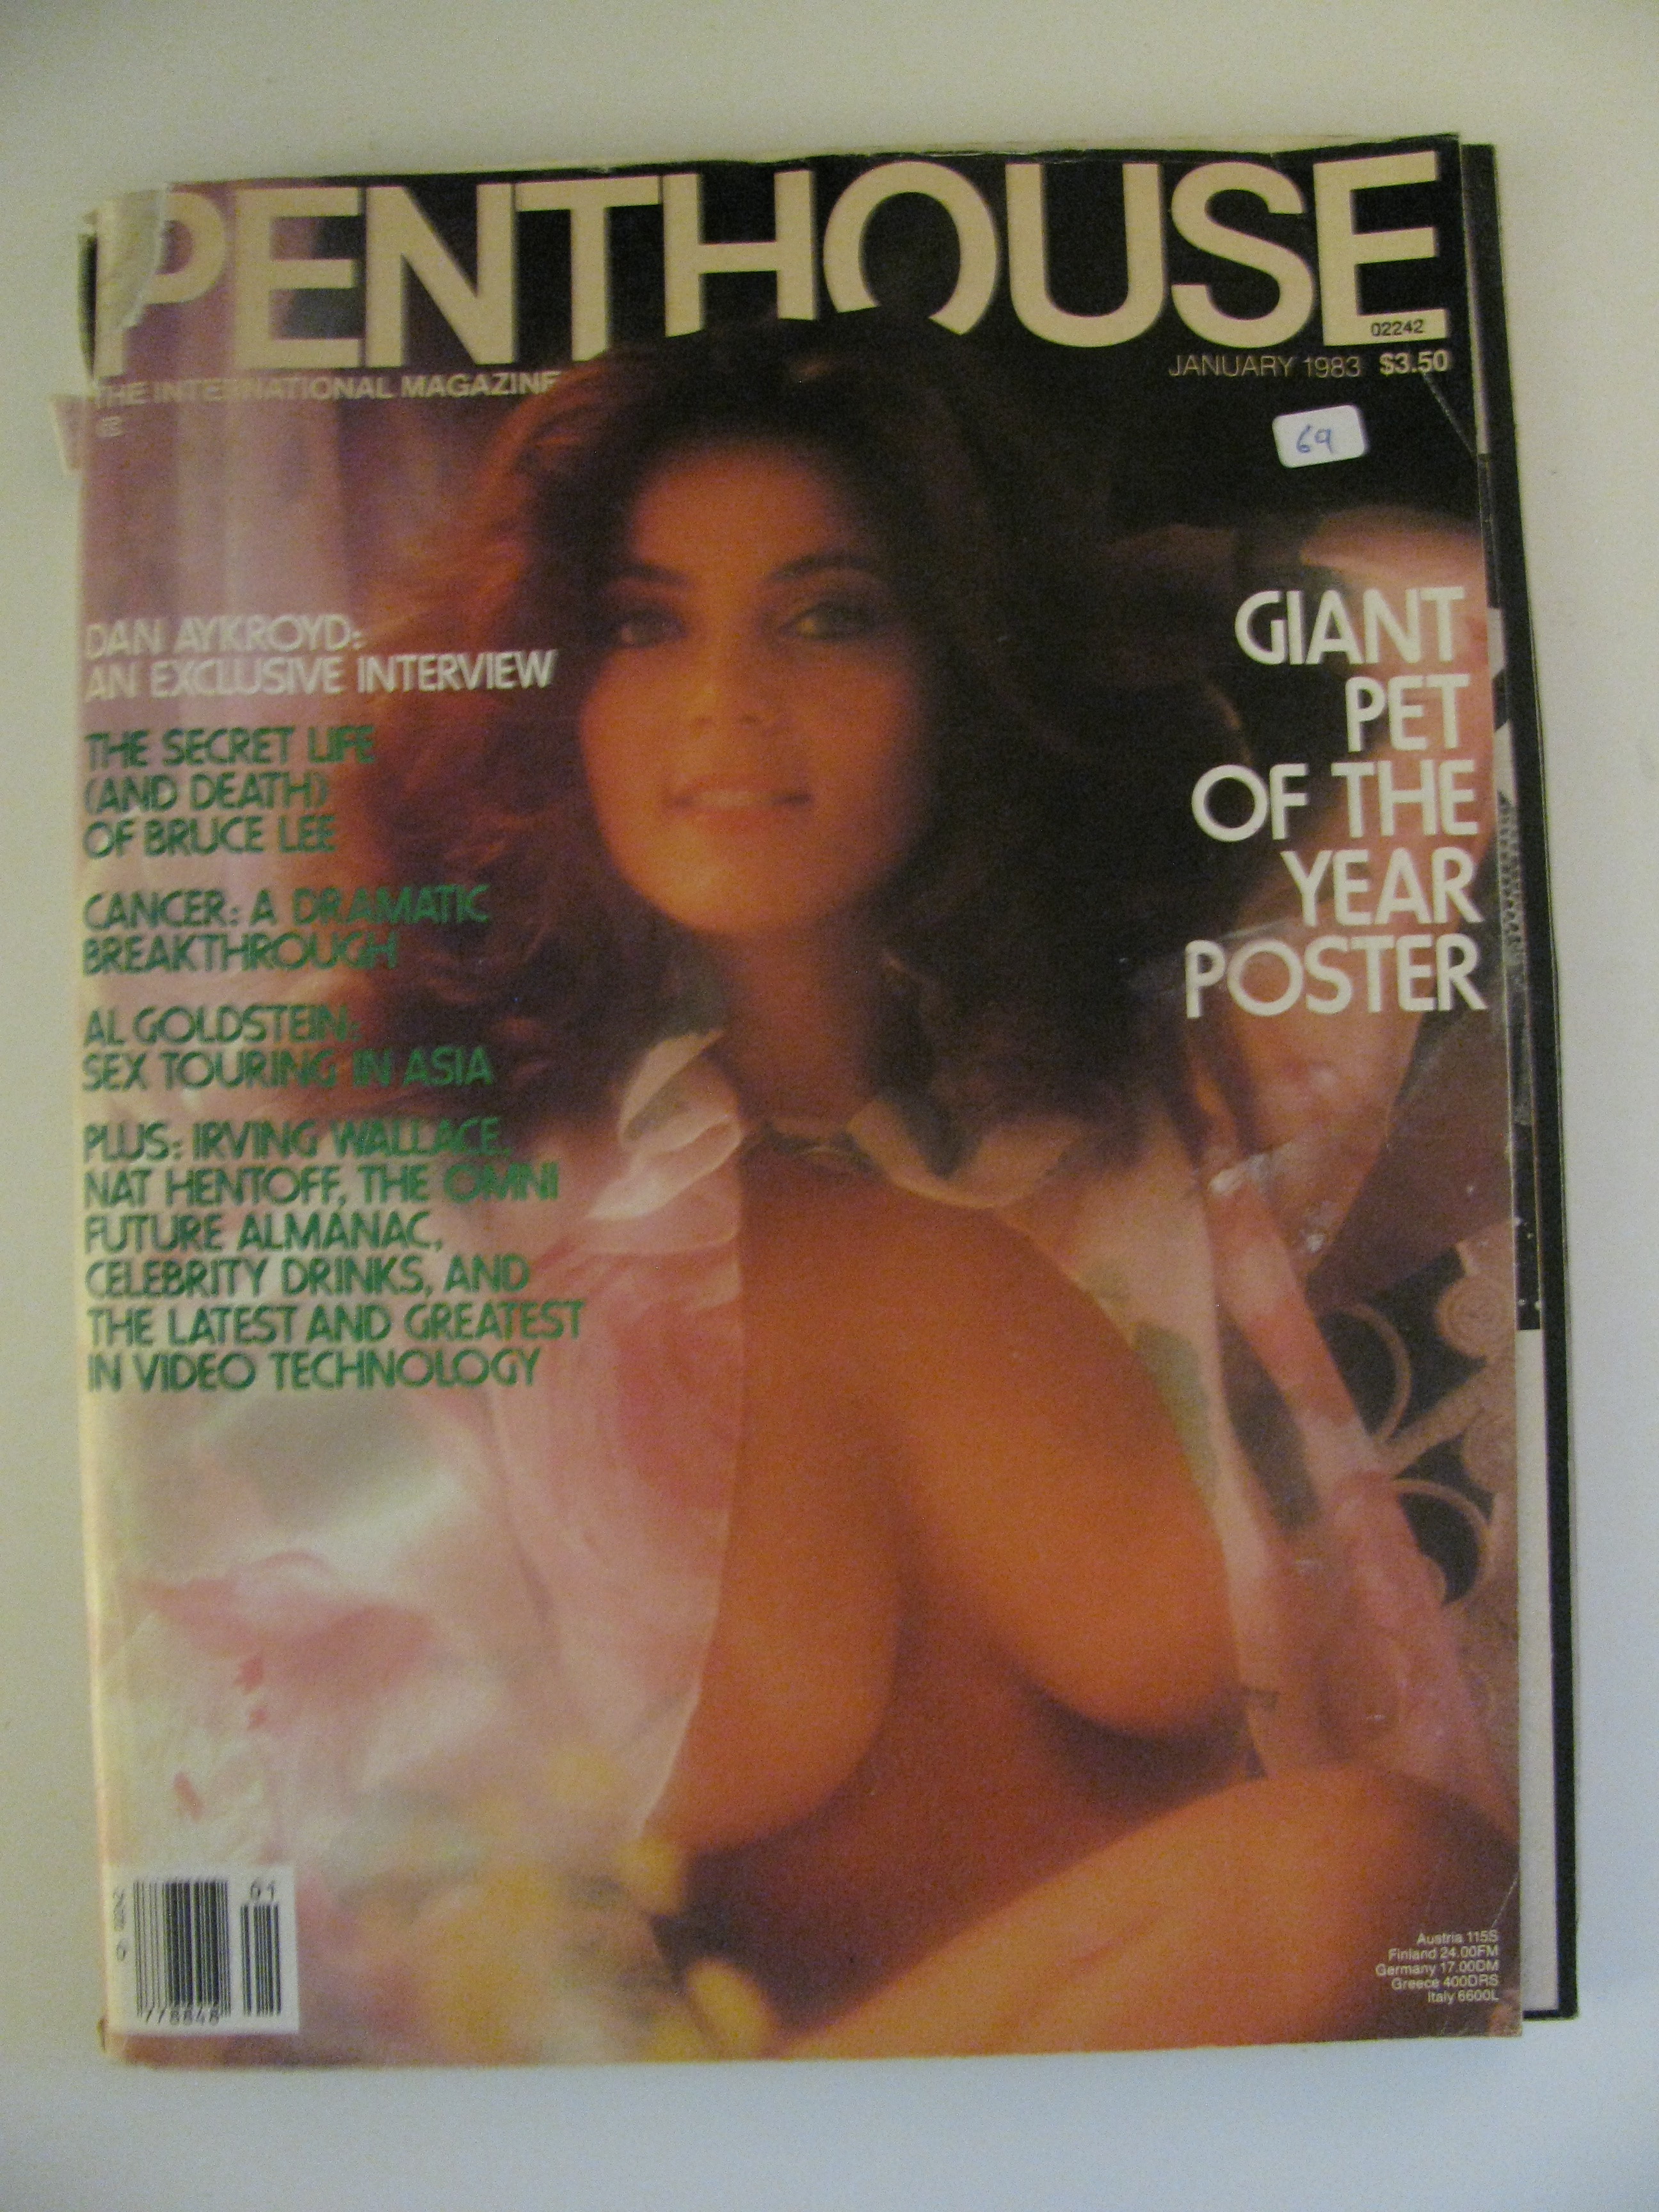 PENTHOUSE
02242
THE INTERNATIONAL MAGAZINE
JANUARY 1983 $3.50
69
DAN AYKROYD:
AN EXCLUSIVE INTERVIEW
THE SECRET LIFE
(AND DEATH)
OF BRUCE LEE
CANCER: A DRAMATIC
BREAKTHROUGH
AL GOLDSTEIN:
SEX TOURING IN ASIA
PLUS: IRVING WALLACE,
NAT HENTOFF, THE OMNI
FUTURE ALMANAC,
CELEBRITY DRINKS, AND
THE LATEST AND GREATEST
IN VIDEO TECHNOLOGY
GIANT
PET
OF THE
YEAR
POSTER
01
Austria 115S
Finland 24.00FM
Germany 17.00DM
Greece 400DRS
Italy 6600L